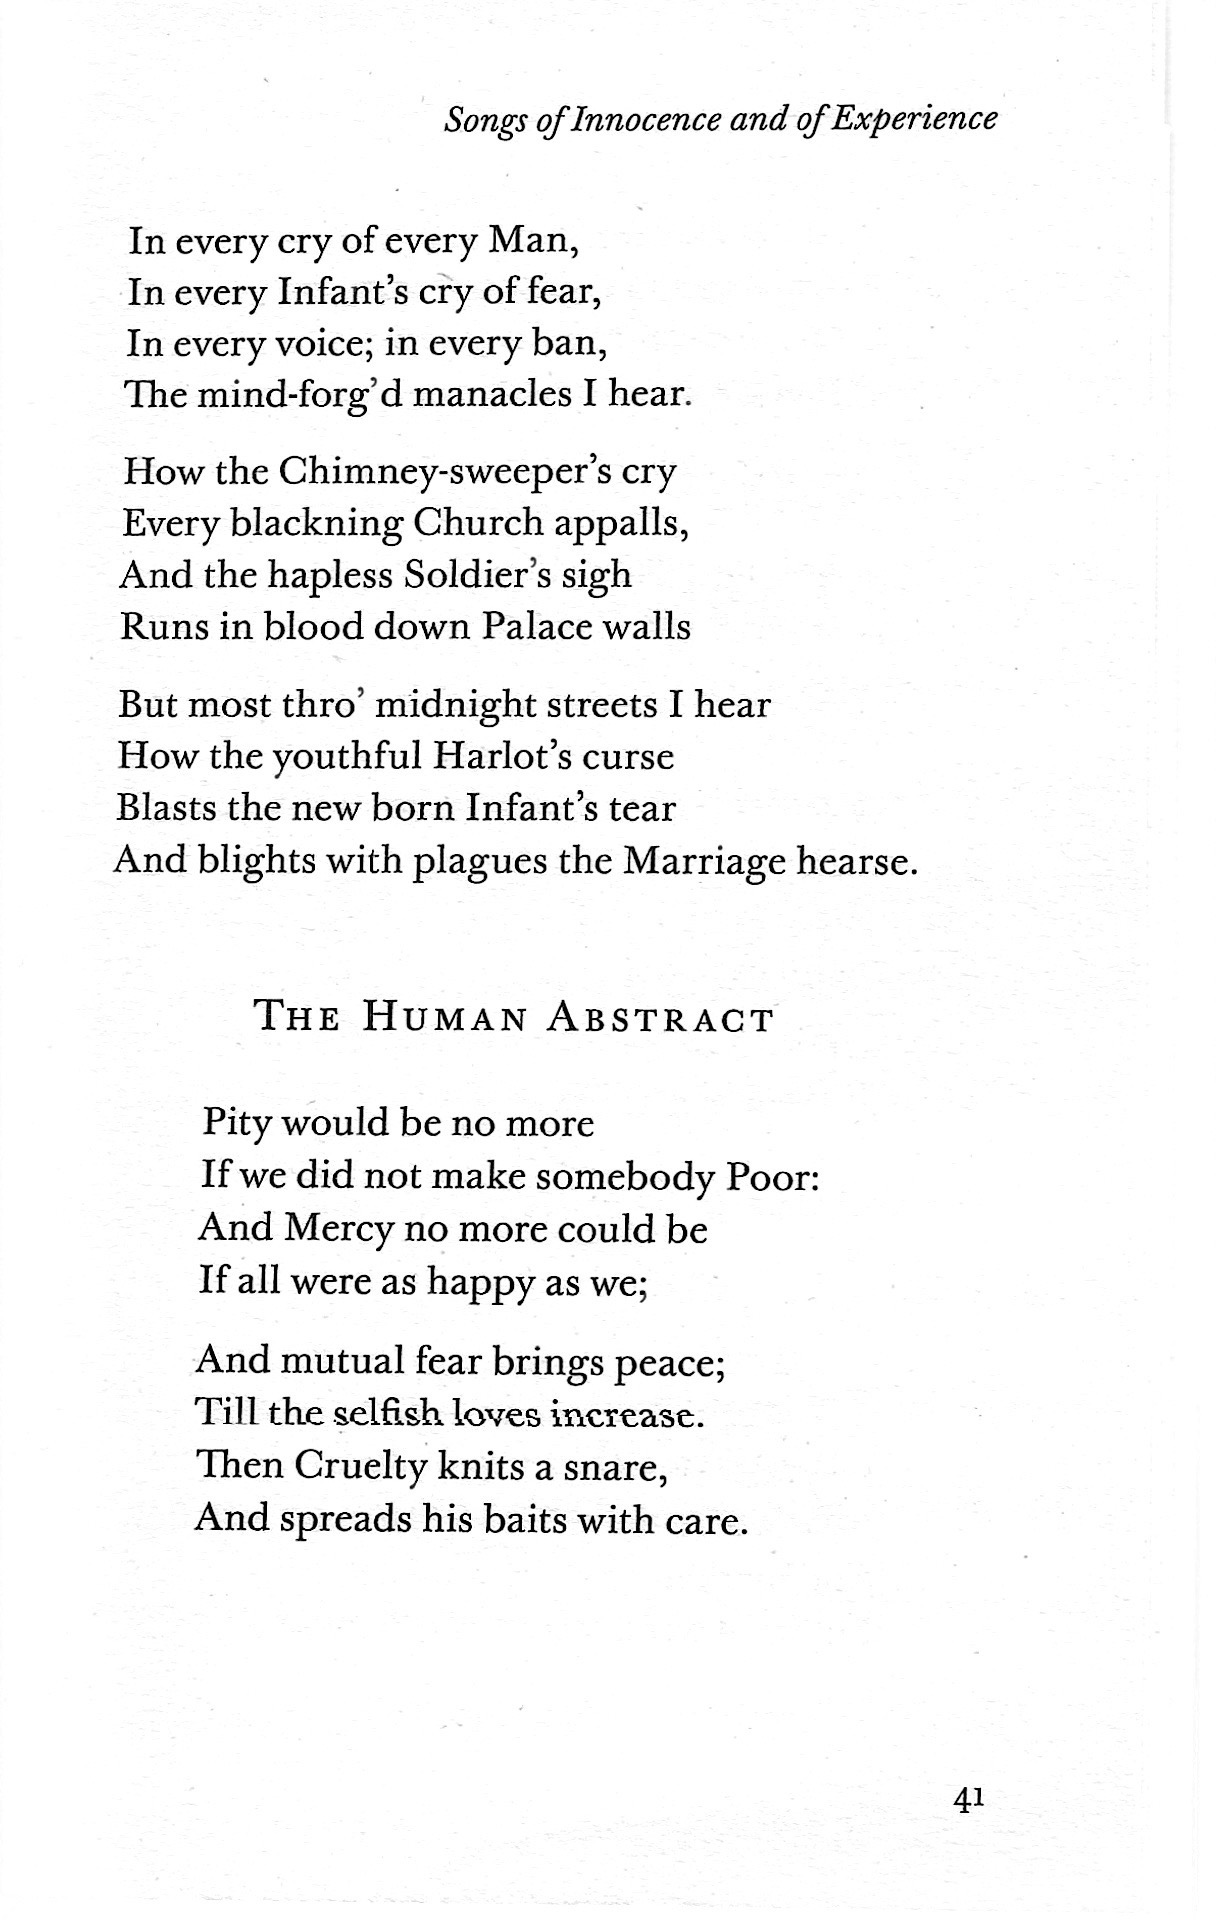 Songs of Innocence and of Experience
In every cry of every Man,
In every Infant's cry of fear,
In every voice; in every ban,
The mind-forg'd manacles I hear.
How the Chimney-sweeper's cry
Every blackning Church appalls,
And the hapless Soldier's sigh
Runs in blood down Palace walls
But most thro' midnight streets I hear
How the youthful Harlot's curse
Blasts the new born Infant's tear
And blights with plagues the Marriage hearse.
THE HUMAN ABSTRACT
Pity would be no more
If we did not make somebody Poor:
And Mercy no more could be
If all were as happy as we;
And mutual fear brings peace;
Till the selfish loves increase.
Then Cruelty knits a snare,
And spreads his baits with care.
41